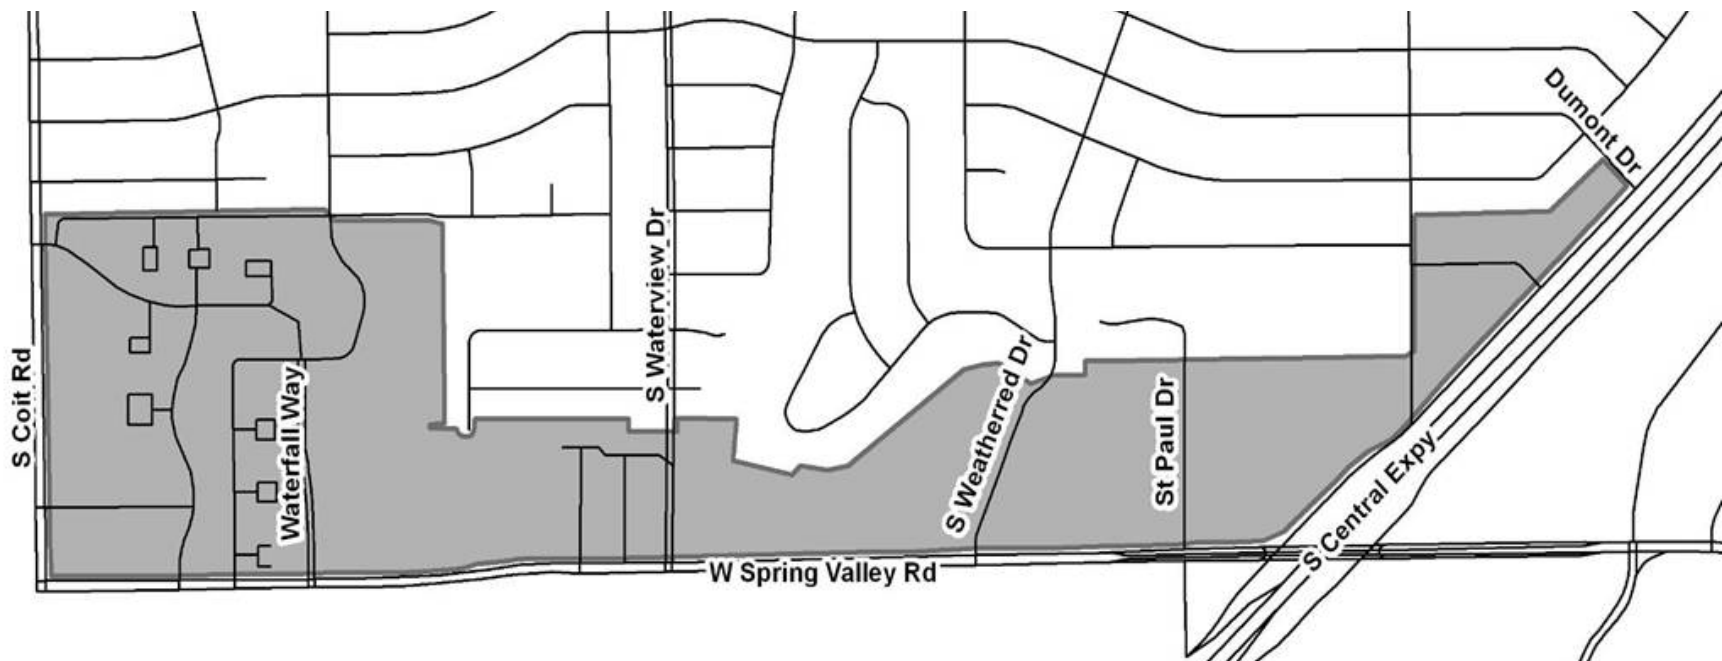 Dumont Dr
S Waterview Dr
S Coit Rd
Waterfall Way
S Weatherred Dr
St Paul Dr
S Central Expy
W Spring Valley Rd